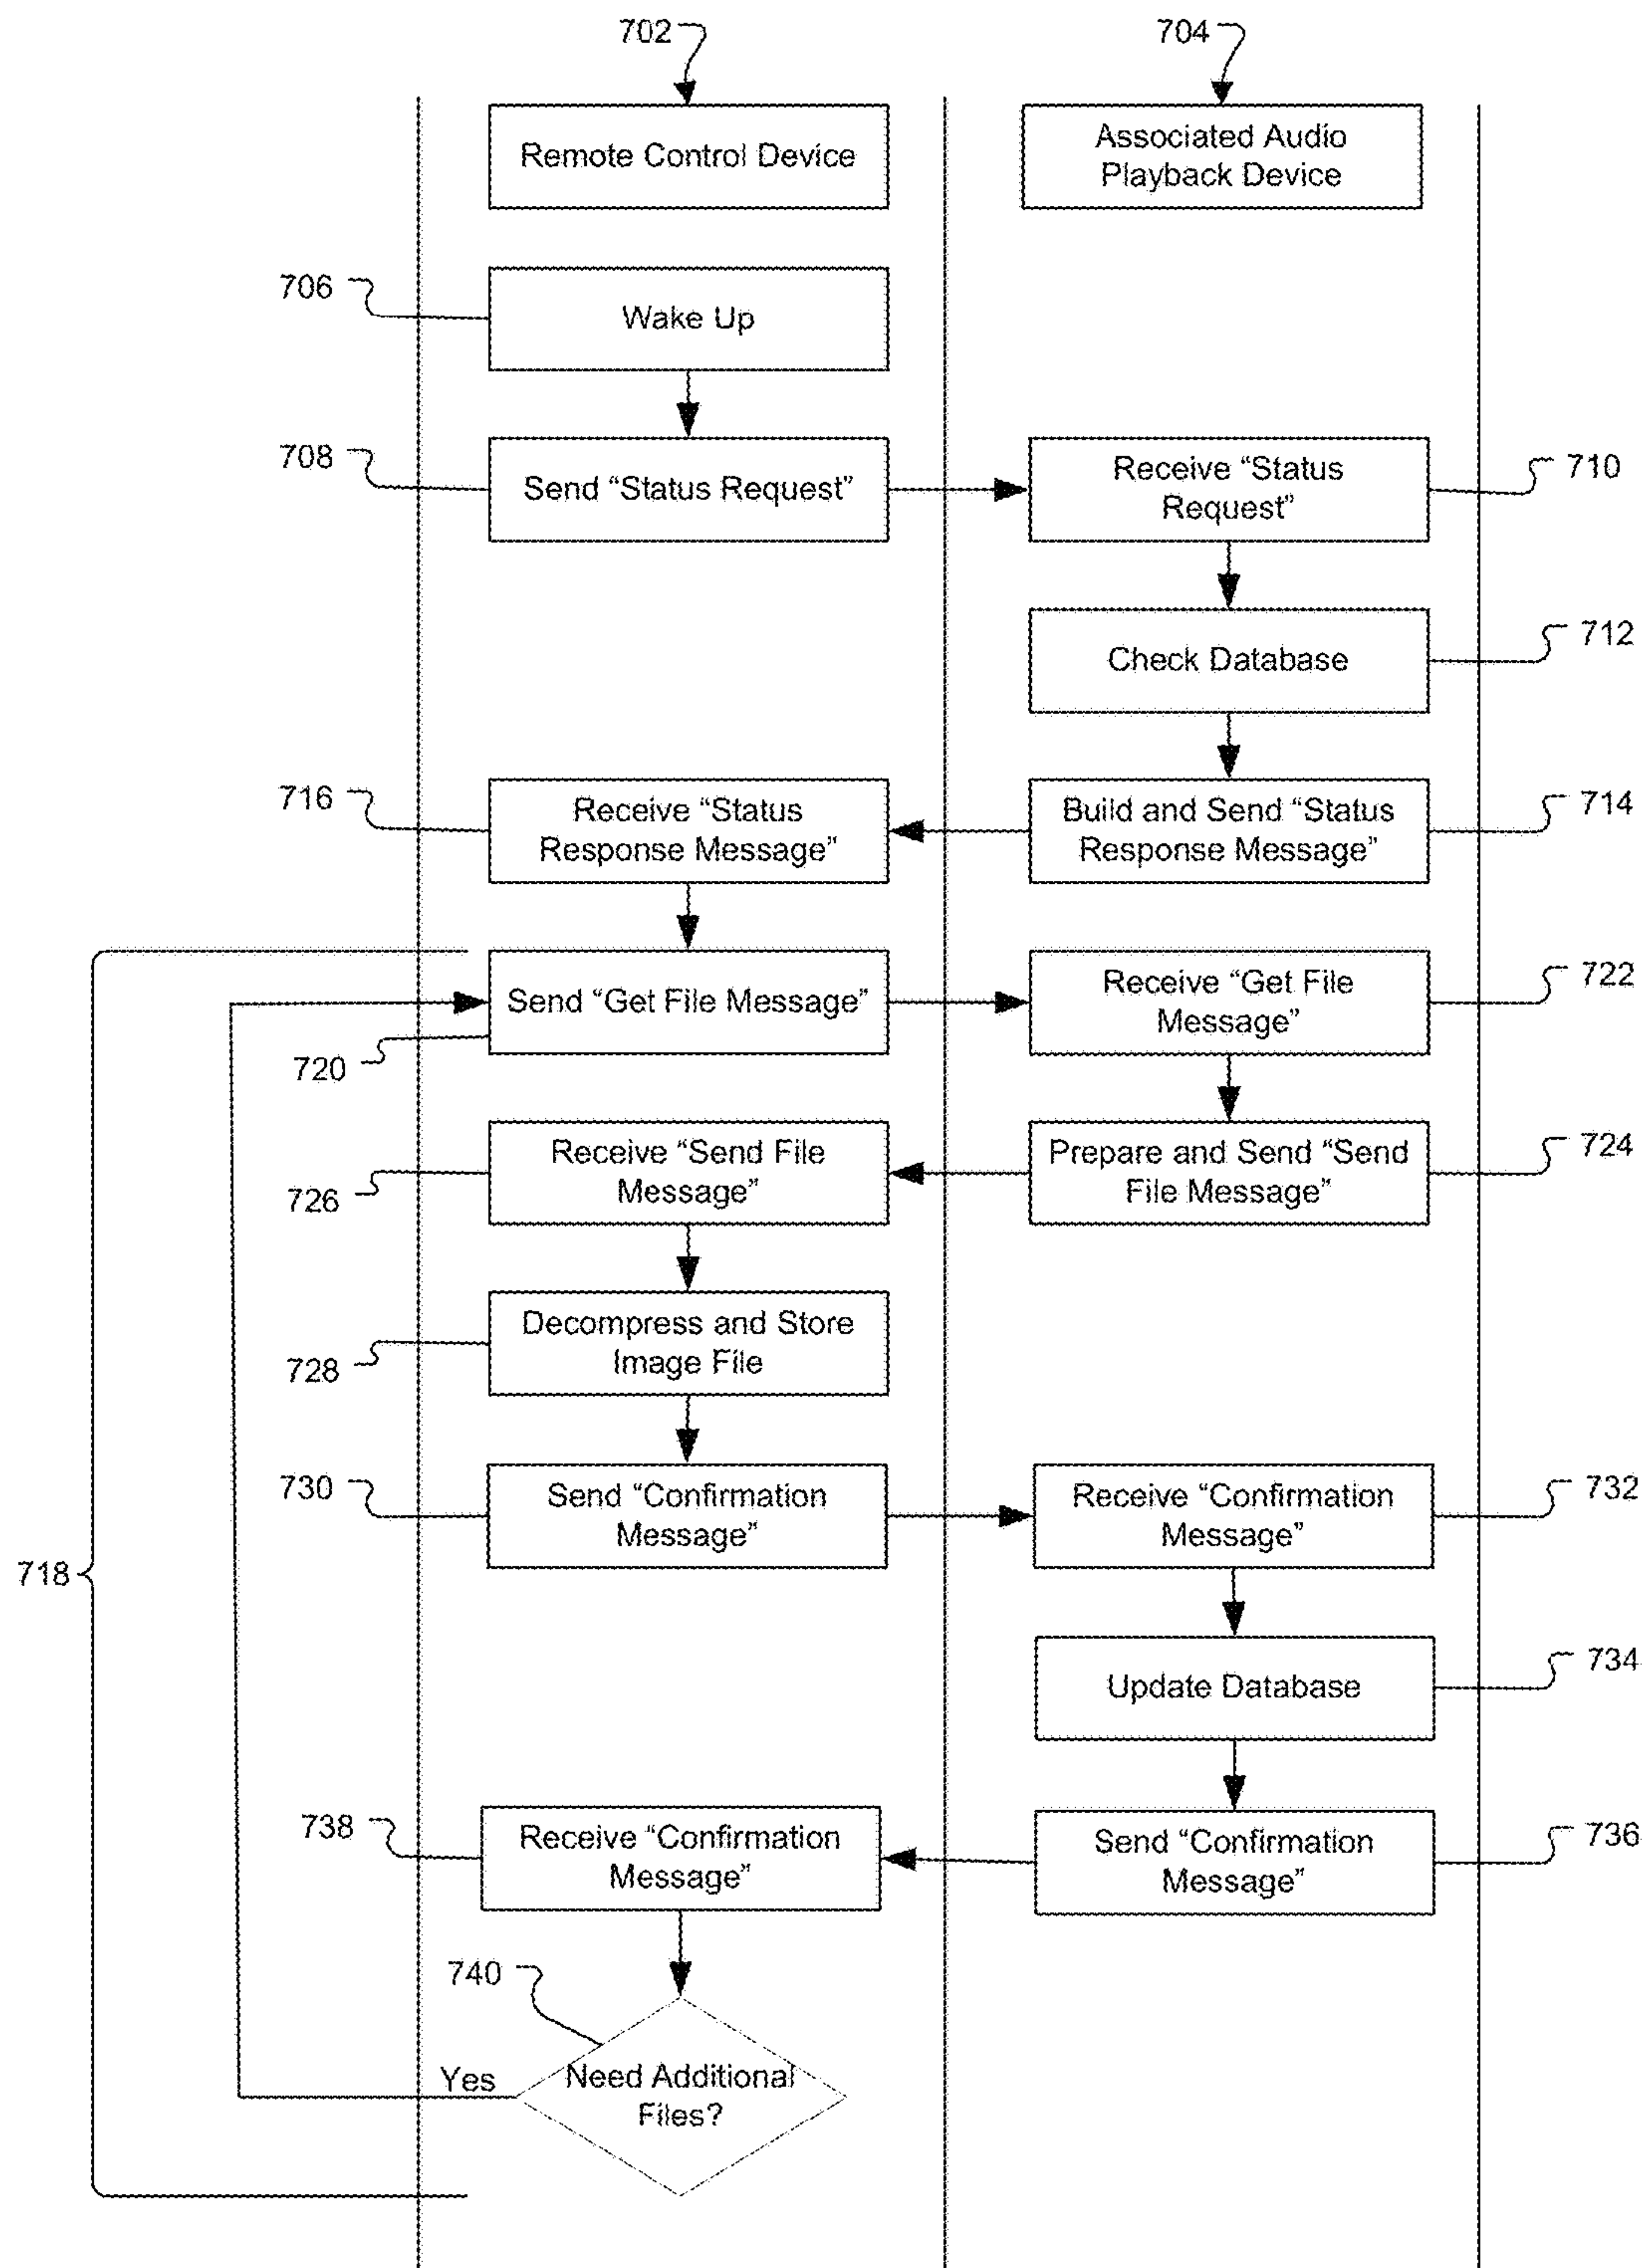 702
704
Remote Control Device
Associated Audio
Playback Device
706
Wake Up
708
Send “Status Request”
Receive “Status
Request”
710
Check Database
712
716
Receive “Status
Response Message”
Build and Send “Status
Response Message”
714
Send “Get File Message”
720
Receive “Get File
Message”
722
726
Receive “Send File
Message”
Prepare and Send “Send
File Message”
724
728
Decompress and Store
Image File
730
Send “Confirmation
Message”
Receive “Confirmation
Message”
732
718
Update Database
734
738
Receive “Confirmation
Message”
Send “Confirmation
Message”
736
740
Yes
Need Additional
Files?